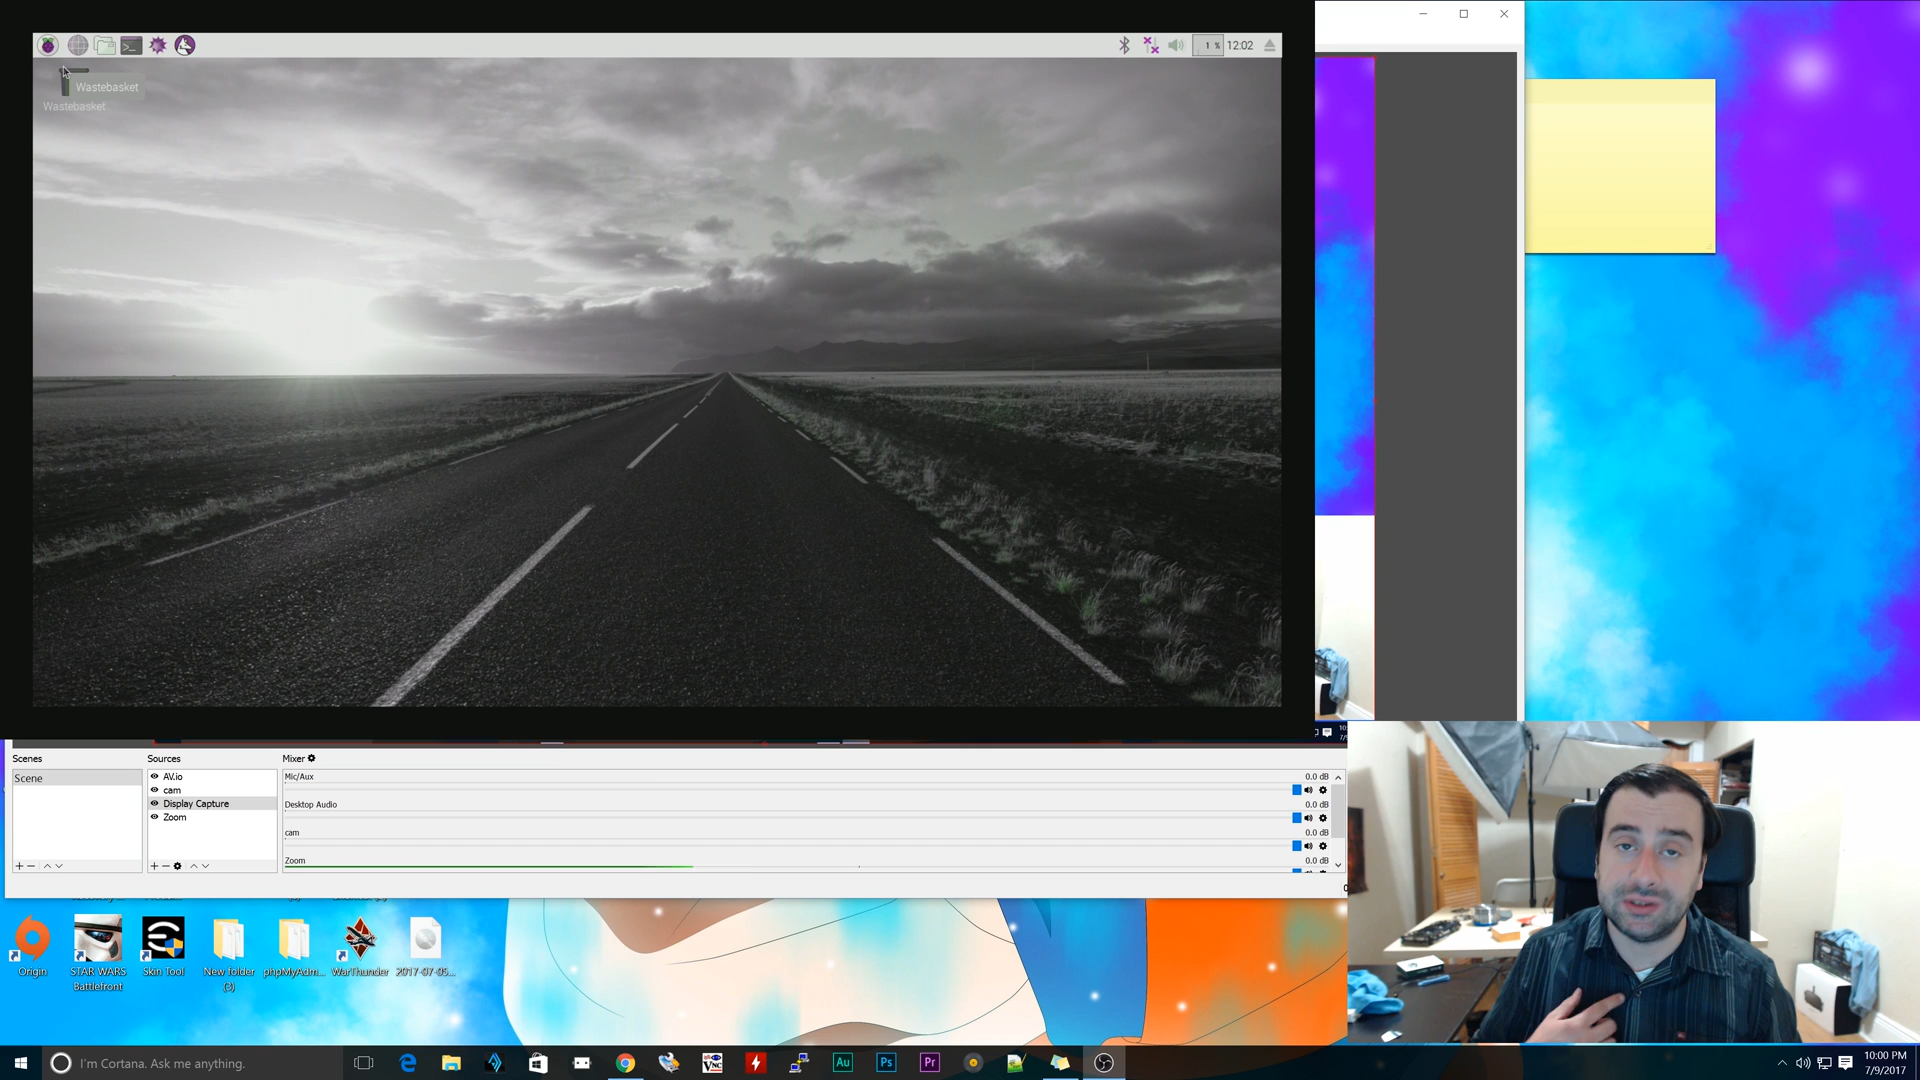 1 %
12:02
Wastebasket
Wastebasket
Scenes
Sources
Mixer
Scene
AV.io
cam
Display Capture
Zoom
Mic/Aux
0.0 dB
Desktop Audio
0.0 dB
cam
0.0 dB
Zoom
0.0 dB
Origin
STAR WARS
Battlefront
Skin Tool
New folder
(3)
phpMyAdm...
WarThunder
2017-07-05...
I'm Cortana. Ask me anything.
VNC
Au
Ps
Pr
10:00 PM
7/9/2017